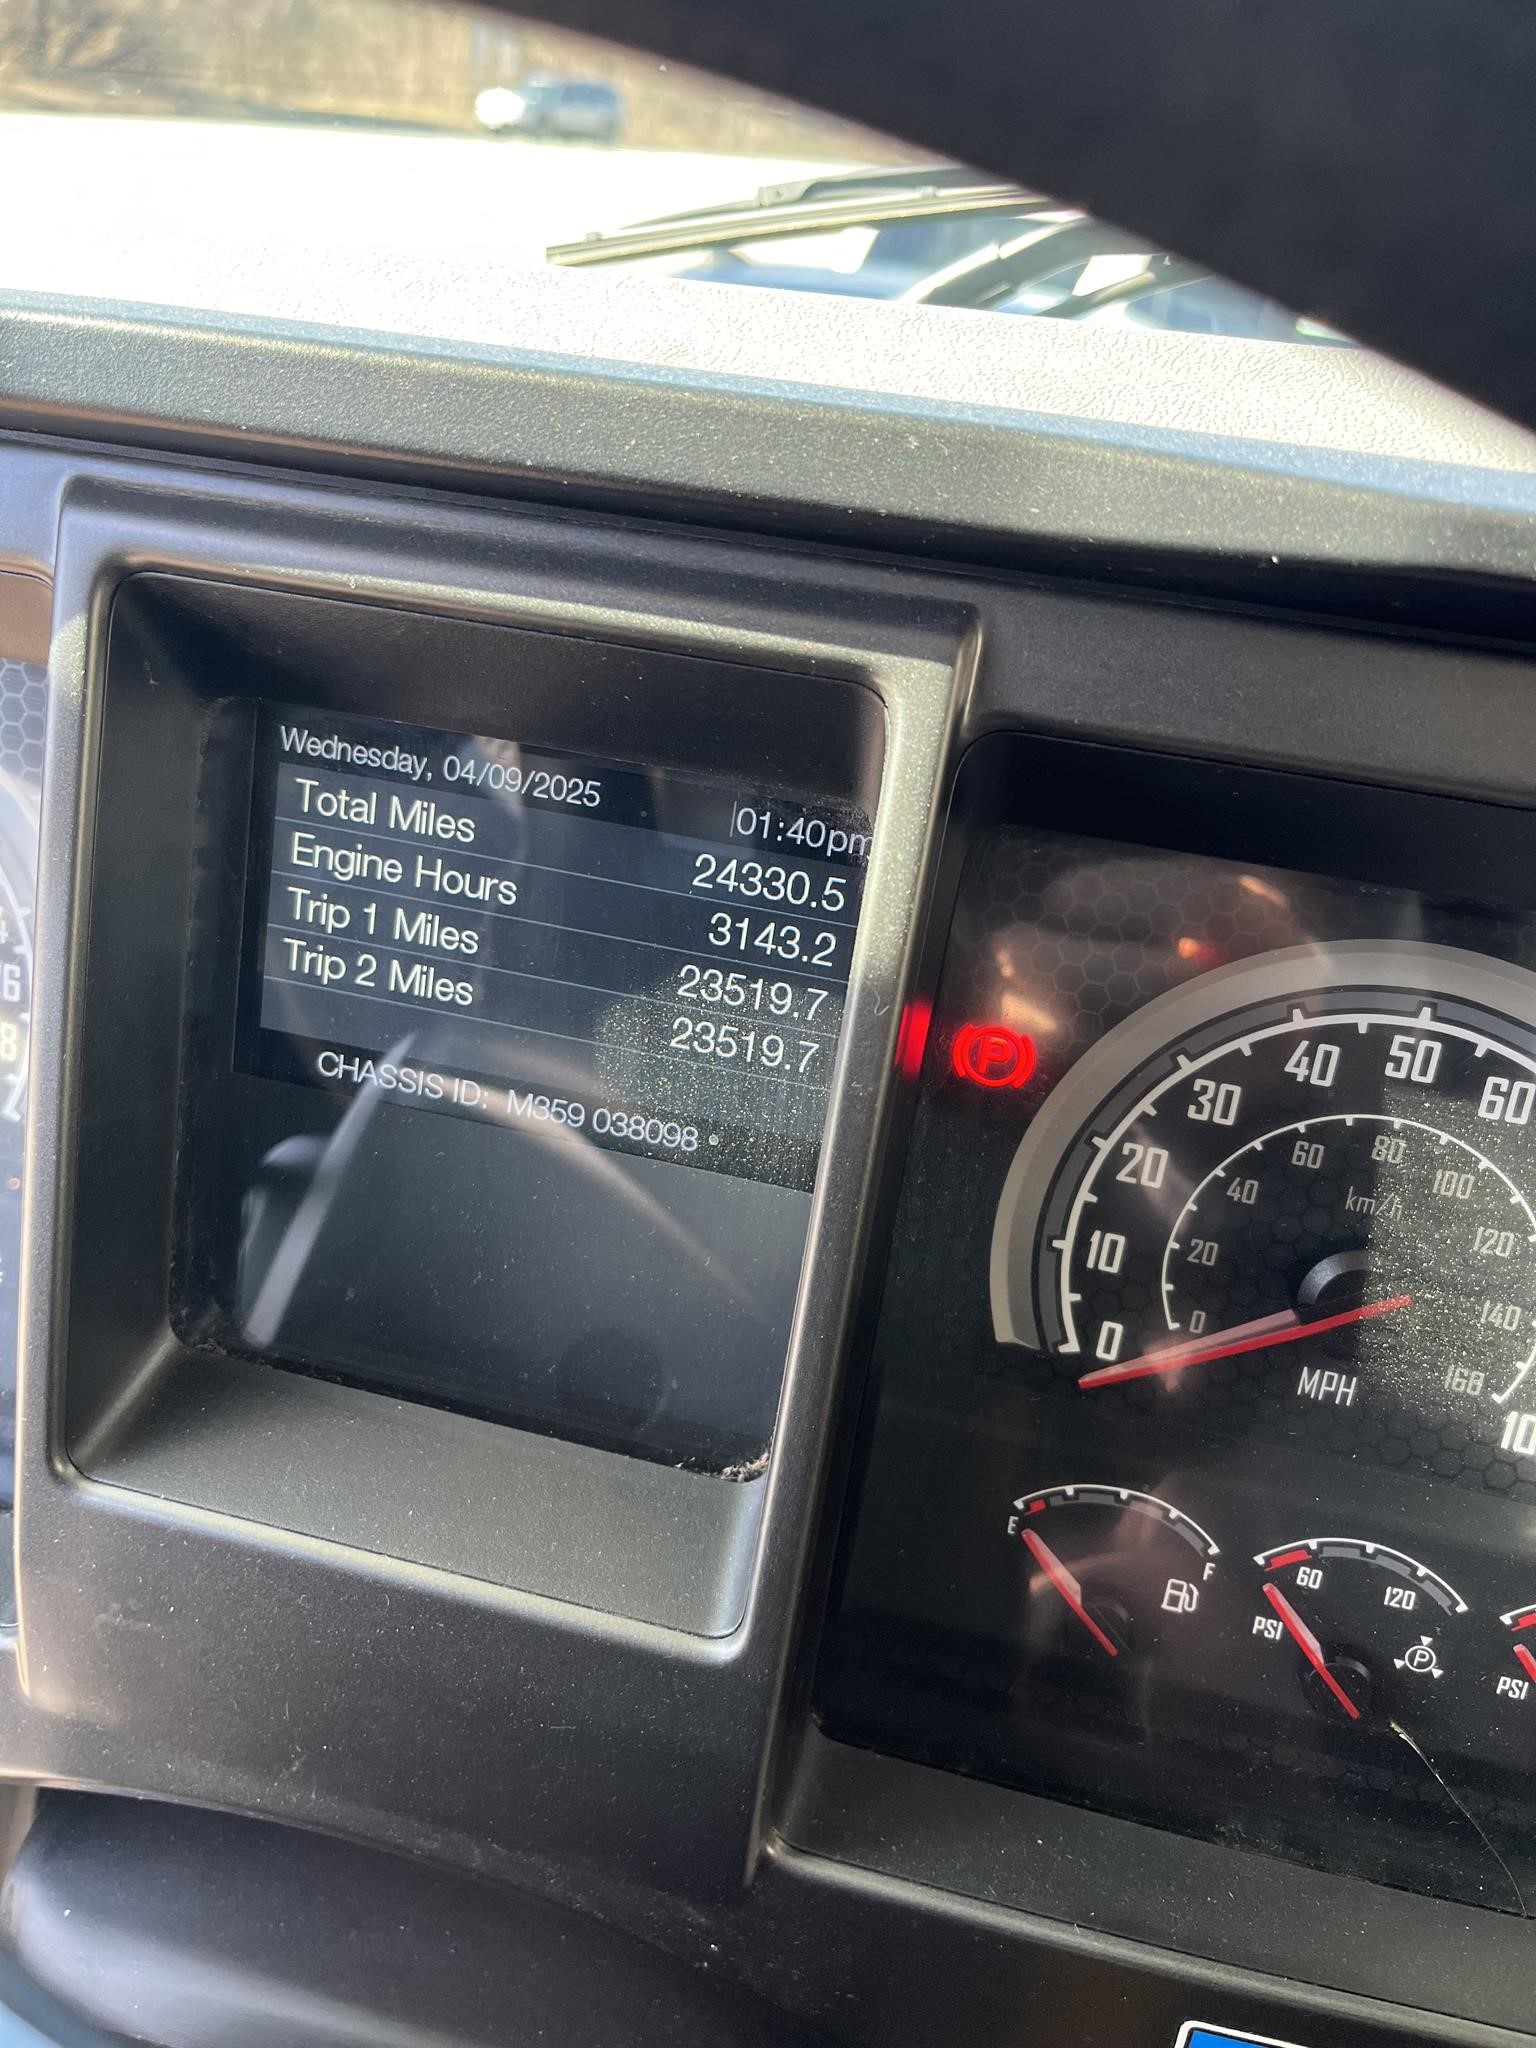 Wednesday, 04/09/2025
01:40pm
Total Miles 24330.5
Engine Hours 3143.2
Trip 1 Miles 23519.7
Trip 2 Miles 23519.7
CHASSIS ID: M359 038098
P
0 10 20 30 40 50 60
0 20 40 60 80 100 120 140 160
km/h
MPH
E F
PSI 60 120
P
PSI